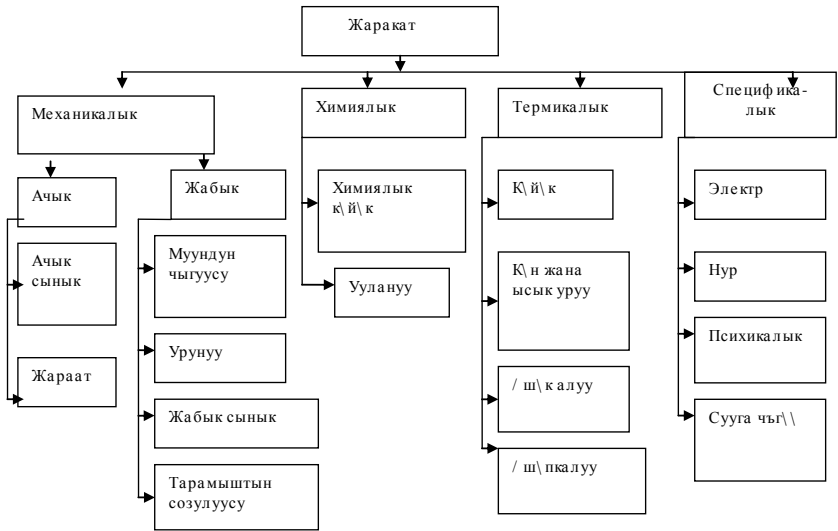 Жаракат
Механикалык
Химиялык
Термикалык
Специфика-
лык
Ачык
Ачык
сынык
Жараат
Жабык
Муундун
чыгуусу
Урунуу
Жабык сынык
Тарамыштын
созулуусу
Химиялык
к\й\к
Уулануу
К\й\к
К\н жана
ысык уруу
/ ш\к алуу
/ ш\пкалуу
Электр
Нур
Психикалык
Сууга чъг\\